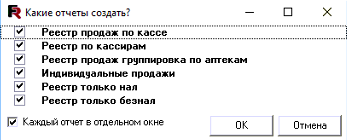 Какие отчеты создать?
Реестр продаж по кассе
Реестр по кассирам
Реестр продаж группировка по аптекам
Индивидуальные продажи
Реестр только нал
Реестр только безнал
Каждый отчет в отдельном окне
OK
Отмена